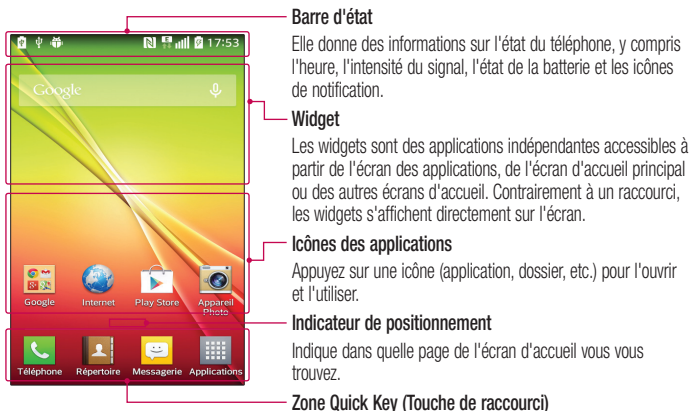 17:53
Google
Google
Internet
Play Store
Appareil
Photo
Téléphone
Répertoire
Messagerie
Applications
Barre d'état
Elle donne des informations sur l'état du téléphone, y compris
l'heure, l'intensité du signal, l'état de la batterie et les icônes
de notification.
Widget
Les widgets sont des applications indépendantes accessibles à
partir de l'écran des applications, de l'écran d'accueil principal
ou des autres écrans d'accueil. Contrairement à un raccourci,
les widgets s'affichent directement sur l'écran.
Icônes des applications
Appuyez sur une icône (application, dossier, etc.) pour l'ouvrir
et l'utiliser.
Indicateur de positionnement
Indique dans quelle page de l'écran d'accueil vous vous
trouvez.
Zone Quick Key (Touche de raccourci)